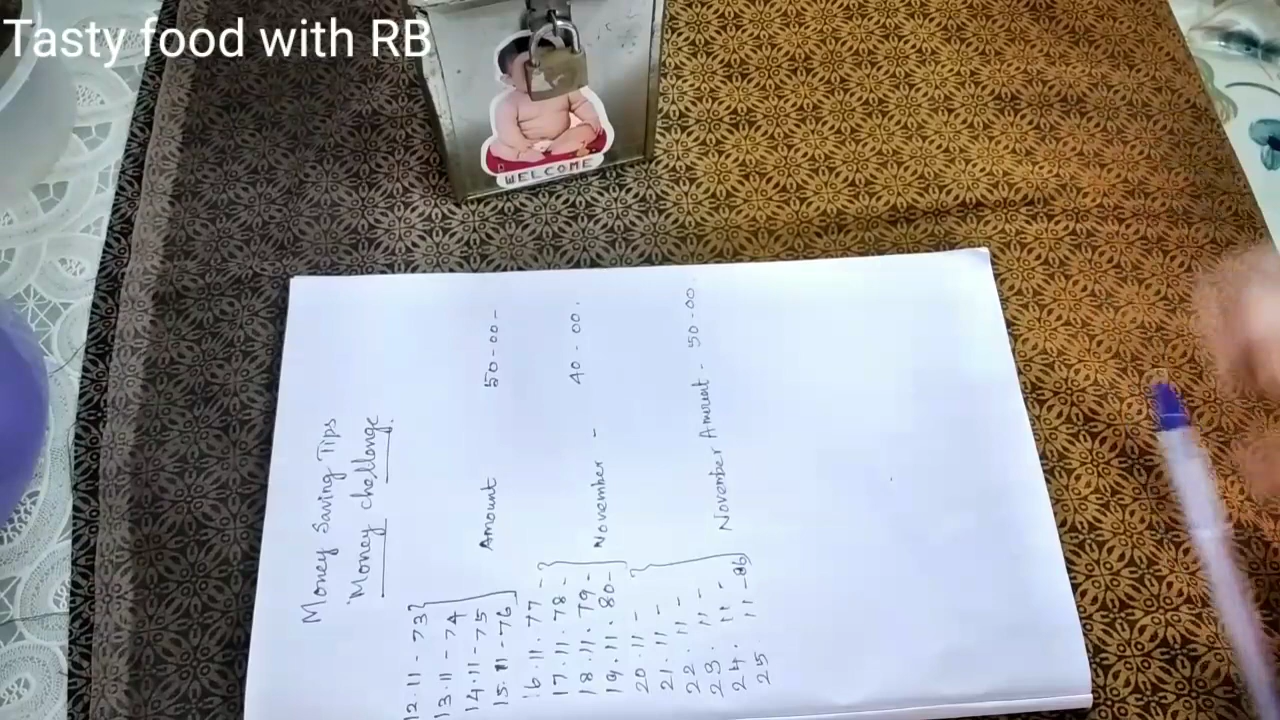 Tasty food with RB
WELCOME
Money Saving Tips
"Money challange.
12.11-73
13.11-74
14.11-75
15.11-76
Amount 50-00-
16.11.77-
17.11.78-
18.11.79-
19.11.80-
November - 40-00.
20.11-
21.11-
22.11-
23.11-
24.11-
25.11-86
November Amount- 50-00.